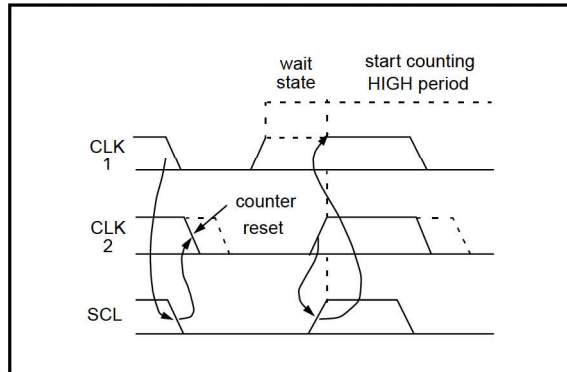 wait
state
start counting
HIGH period
CLK
1
counter
reset
CLK
2
SCL